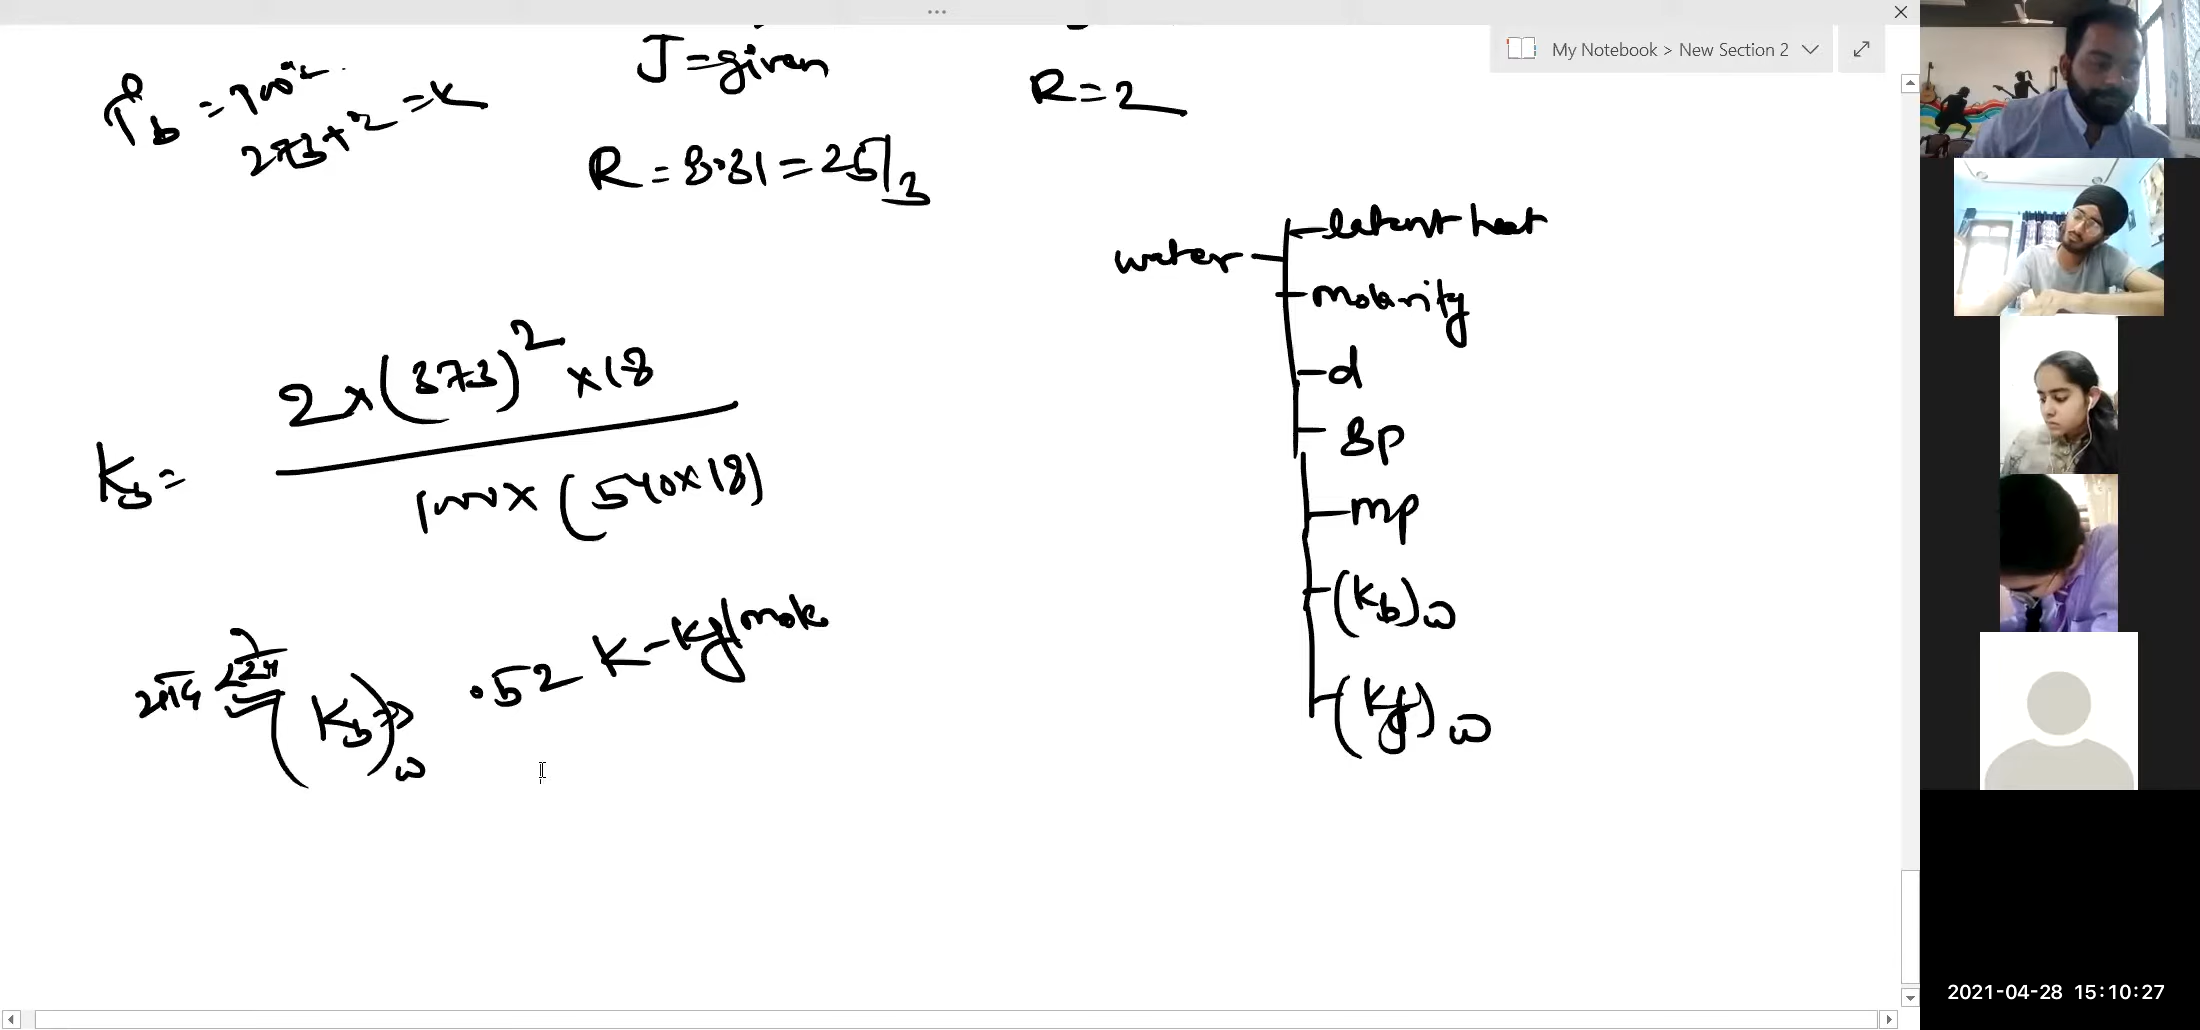 My Notebook > New Section 2
J = given
R = 2
T°b = 100°C
273+ = K
R = 8.31 = 25/3
water
latent heat
molarity
d
Bp
mp
(Kb)ω
(Kf)ω
Kb = 2 × (373)² × 18
1000 × (540 × 18)
(Kb)ω .52 K-kg/mole
2021-04-28 15:10:27